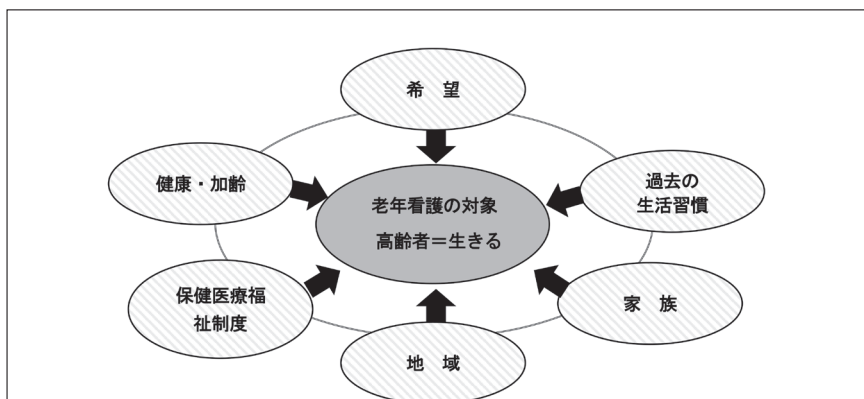 希　望
健康・加齢
過去の
生活習慣
老年看護の対象
高齢者＝生きる
保健医療福
祉制度
家　族
地　域